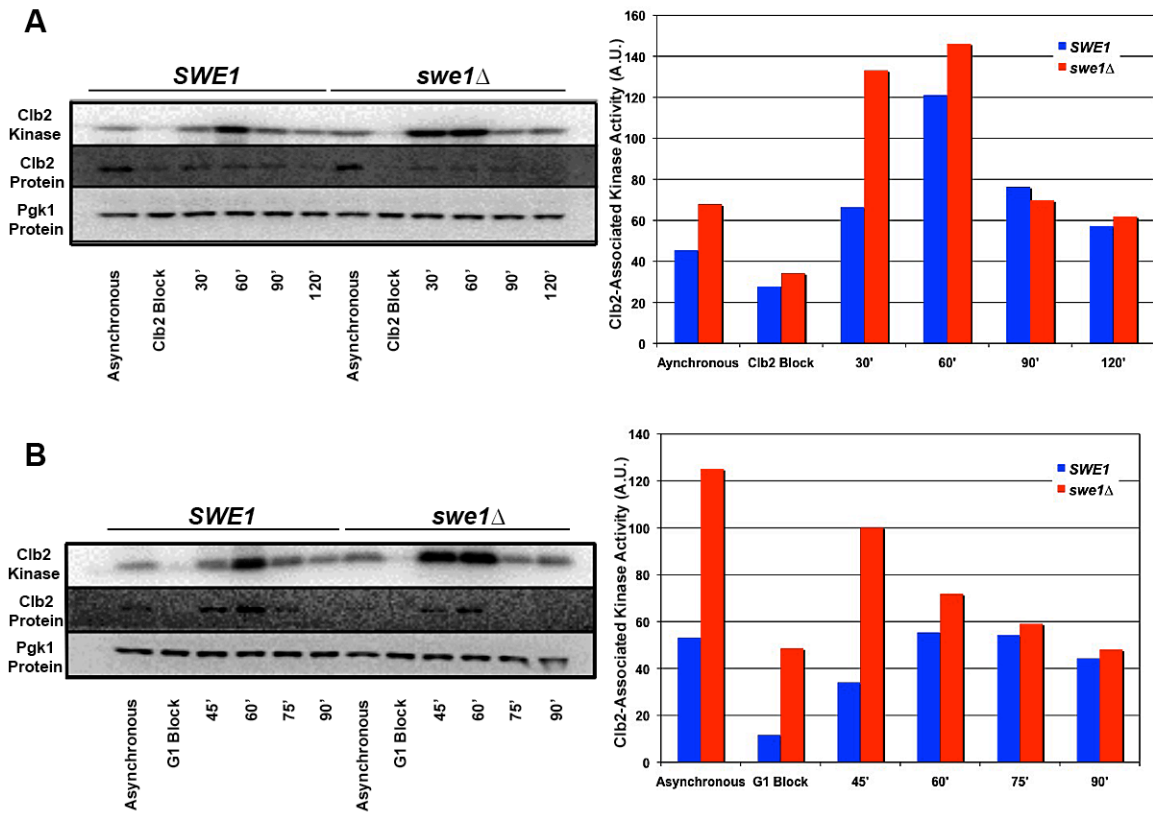 A
SWE1 swe1Δ
Clb2
Kinase
Clb2
Protein
Pgk1
Protein
Asynchronous Clb2 Block 30' 60' 90' 120' Asynchronous Clb2 Block 30' 60' 90' 120'
Clb2-Associated Kinase Activity (A.U.)
160
140
120
100
80
60
40
20
0
SWE1
swe1Δ
Aynchronous Clb2 Block 30' 60' 90' 120'
B
SWE1 swe1Δ
Clb2
Kinase
Clb2
Protein
Pgk1
Protein
Asynchronous G1 Block 45' 60' 75' 90' Asynchronous G1 Block 45' 60' 75' 90'
Clb2-Associated Kinase Activity (A.U.)
140
120
100
80
60
40
20
0
SWE1
swe1Δ
Asynchronous G1 Block 45' 60' 75' 90'